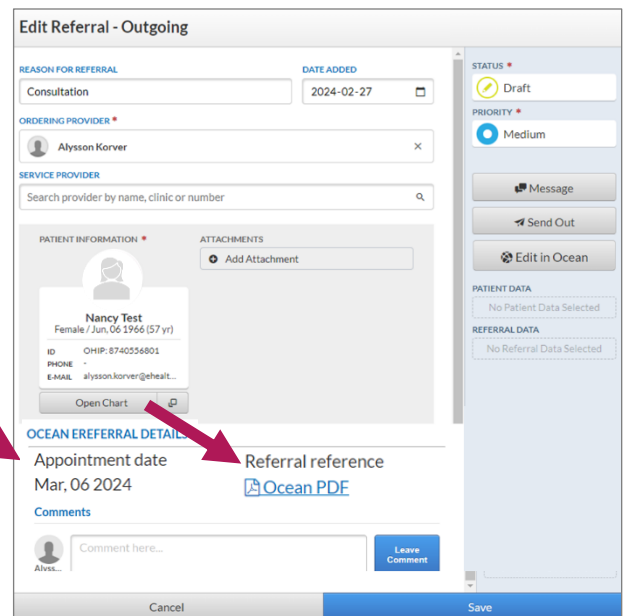 Edit Referral - Outgoing
REASON FOR REFERRAL
Consultation
DATE ADDED
2024-02-27
ORDERING PROVIDER *
Alysson Korver ×
SERVICE PROVIDER
Search provider by name, clinic or number
PATIENT INFORMATION *
Nancy Test
Female / Jun, 06 1966 (57 yr)
ID OHIP: 8740556801
PHONE -
E-MAIL alysson.korver@ehealt...
Open Chart
ATTACHMENTS
Add Attachment
OCEAN EREFERRAL DETAILS
Appointment date
Mar, 06 2024
Referral reference
Ocean PDF
Comments
Alyss...
Comment here...
Leave
Comment
STATUS *
Draft
PRIORITY *
Medium
Message
Send Out
Edit in Ocean
PATIENT DATA
No Patient Data Selected
REFERRAL DATA
No Referral Data Selected
Cancel
Save